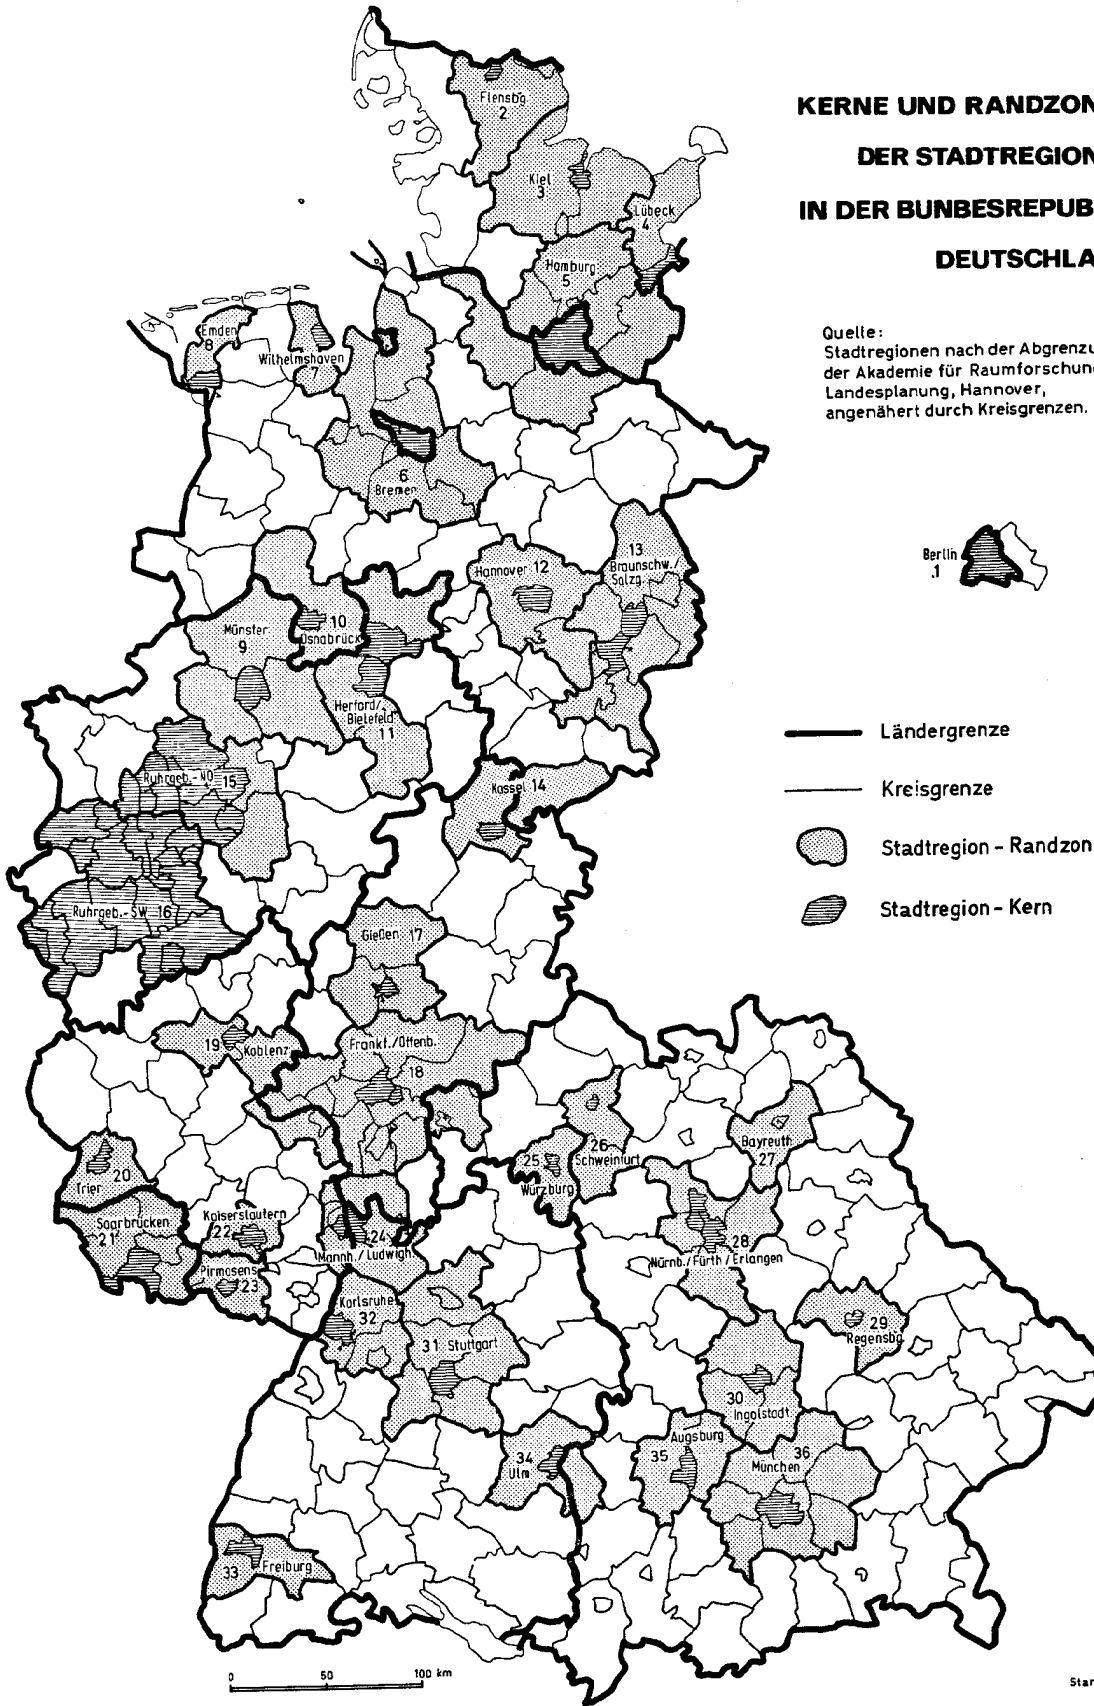 KERNE UND RANDZON
DER STADTREGION
IN DER BUNBESREPUB
DEUTSCHLA
Quelle:
Stadtregionen nach der Abgrenzu
der Akademie für Raumforschun
Landesplanung, Hannover,
angenähert durch Kreisgrenzen.
Flensbg
2
Kiel
3
Lübeck
4
Hamburg
5
Emden
8
Wilhelmshaven
7
6
Bremen
Berlin
.1
Hannover 12
13
Braunschw./
Salzg.
Münster
9
10
Osnabrück
Herford/
Bielefeld
11
Ländergrenze
Kreisgrenze
Stadtregion - Randzon
Stadtregion - Kern
Ruhrgeb.-NO 15
Kassel 14
Ruhrgeb.-SW 16
Gießen 17
19 Koblenz
Frankf./Offenb.
18
20
Trier
Saarbrücken
21
Kaiserslautern
22
Pirmasens
23
24
Mannh./Ludwigh.
25
Würzburg
26
Schweinfurt
Bayreuth
27
28
Nürnb./Fürth/Erlangen
29
Regensbg
Karlsruhe
32
31 Stuttgart
30
Ingolstadt
34
Ulm
Augsburg
35
36
München
33 Freiburg
0 50 100 km
Star